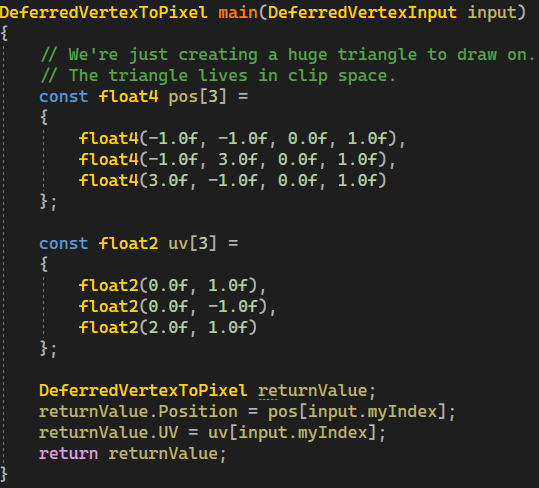 DeferredVertexToPixel main(DeferredVertexInput input)
{
// We're just creating a huge triangle to draw on.
// The triangle lives in clip space.
const float4 pos[3] =
{
float4(-1.0f, -1.0f, 0.0f, 1.0f),
float4(-1.0f, 3.0f, 0.0f, 1.0f),
float4(3.0f, -1.0f, 0.0f, 1.0f)
};
const float2 uv[3] =
{
float2(0.0f, 1.0f),
float2(0.0f, -1.0f),
float2(2.0f, 1.0f)
};
DeferredVertexToPixel returnValue;
returnValue.Position = pos[input.myIndex];
returnValue.UV = uv[input.myIndex];
return returnValue;
}